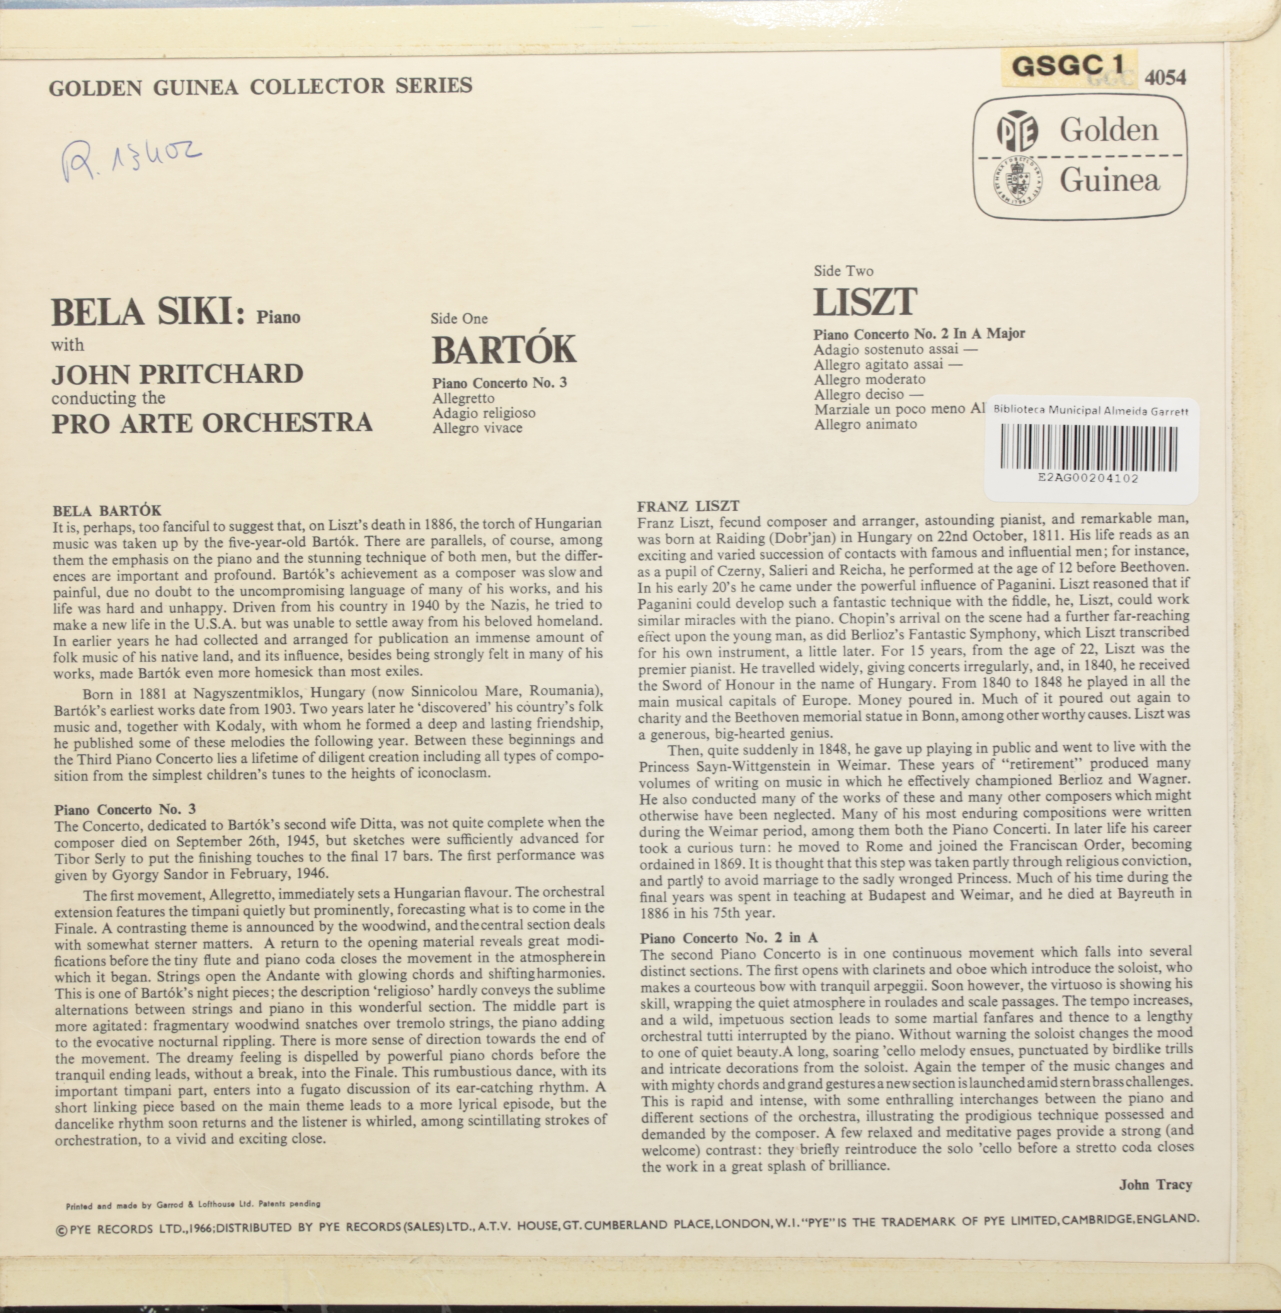 GOLDEN GUINEA COLLECTOR SERIES
GSGC 1 4054
R. 13402
PYE Golden
Guinea
BELA SIKI: Piano
with
JOHN PRITCHARD
conducting the
PRO ARTE ORCHESTRA
Side One
BARTÓK
Piano Concerto No. 3
Allegretto
Adagio religioso
Allegro vivace
Side Two
LISZT
Piano Concerto No. 2 In A Major
Adagio sostenuto assai —
Allegro agitato assai —
Allegro moderato
Allegro deciso —
Marziale un poco meno Al
Allegro animato
Biblioteca Municipal Almeida Garrett
E2AG00204102
BELA BARTÓK
It is, perhaps, too fanciful to suggest that, on Liszt's death in 1886, the torch of Hungarian
music was taken up by the five-year-old Bartók. There are parallels, of course, among
them the emphasis on the piano and the stunning technique of both men, but the differ-
ences are important and profound. Bartók's achievement as a composer was slow and
painful, due no doubt to the uncompromising language of many of his works, and his
life was hard and unhappy. Driven from his country in 1940 by the Nazis, he tried to
make a new life in the U.S.A. but was unable to settle away from his beloved homeland.
In earlier years he had collected and arranged for publication an immense amount of
folk music of his native land, and its influence, besides being strongly felt in many of his
works, made Bartók even more homesick than most exiles.
Born in 1881 at Nagyszentmiklos, Hungary (now Sinnicolou Mare, Roumania),
Bartók's earliest works date from 1903. Two years later he 'discovered' his country's folk
music and, together with Kodaly, with whom he formed a deep and lasting friendship,
he published some of these melodies the following year. Between these beginnings and
the Third Piano Concerto lies a lifetime of diligent creation including all types of compo-
sition from the simplest children's tunes to the heights of iconoclasm.
Piano Concerto No. 3
The Concerto, dedicated to Bartók's second wife Ditta, was not quite complete when the
composer died on September 26th, 1945, but sketches were sufficiently advanced for
Tibor Serly to put the finishing touches to the final 17 bars. The first performance was
given by Gyorgy Sandor in February, 1946.
The first movement, Allegretto, immediately sets a Hungarian flavour. The orchestral
extension features the timpani quietly but prominently, forecasting what is to come in the
Finale. A contrasting theme is announced by the woodwind, and the central section deals
with somewhat sterner matters. A return to the opening material reveals great modi-
fications before the tiny flute and piano coda closes the movement in the atmosphere in
which it began. Strings open the Andante with glowing chords and shifting harmonies.
This is one of Bartók's night pieces; the description 'religioso' hardly conveys the sublime
alternations between strings and piano in this wonderful section. The middle part is
more agitated: fragmentary woodwind snatches over tremolo strings, the piano adding
to the evocative nocturnal rippling. There is more sense of direction towards the end of
the movement. The dreamy feeling is dispelled by powerful piano chords before the
tranquil ending leads, without a break, into the Finale. This rumbustious dance, with its
important timpani part, enters into a fugato discussion of its ear-catching rhythm. A
short linking piece based on the main theme leads to a more lyrical episode, but the
dancelike rhythm soon returns and the listener is whirled, among scintillating strokes of
orchestration, to a vivid and exciting close.
FRANZ LISZT
Franz Liszt, fecund composer and arranger, astounding pianist, and remarkable man,
was born at Raiding (Dobr'jan) in Hungary on 22nd October, 1811. His life reads as an
exciting and varied succession of contacts with famous and influential men; for instance,
as a pupil of Czerny, Salieri and Reicha, he performed at the age of 12 before Beethoven.
In his early 20's he came under the powerful influence of Paganini. Liszt reasoned that if
Paganini could develop such a fantastic technique with the fiddle, he, Liszt, could work
similar miracles with the piano. Chopin's arrival on the scene had a further far-reaching
effect upon the young man, as did Berlioz's Fantastic Symphony, which Liszt transcribed
for his own instrument, a little later. For 15 years, from the age of 22, Liszt was the
premier pianist. He travelled widely, giving concerts irregularly, and, in 1840, he received
the Sword of Honour in the name of Hungary. From 1840 to 1848 he played in all the
main musical capitals of Europe. Money poured in. Much of it poured out again to
charity and the Beethoven memorial statue in Bonn, among other worthy causes. Liszt was
a generous, big-hearted genius.
Then, quite suddenly in 1848, he gave up playing in public and went to live with the
Princess Sayn-Wittgenstein in Weimar. These years of "retirement" produced many
volumes of writing on music in which he effectively championed Berlioz and Wagner.
He also conducted many of the works of these and many other composers which might
otherwise have been neglected. Many of his most enduring compositions were written
during the Weimar period, among them both the Piano Concerti. In later life his career
took a curious turn: he moved to Rome and joined the Franciscan Order, becoming
ordained in 1869. It is thought that this step was taken partly through religious conviction,
and partly to avoid marriage to the sadly wronged Princess. Much of his time during the
final years was spent in teaching at Budapest and Weimar, and he died at Bayreuth in
1886 in his 75th year.
Piano Concerto No. 2 in A
The second Piano Concerto is in one continuous movement which falls into several
distinct sections. The first opens with clarinets and oboe which introduce the soloist, who
makes a courteous bow with tranquil arpeggii. Soon however, the virtuoso is showing his
skill, wrapping the quiet atmosphere in roulades and scale passages. The tempo increases,
and a wild, impetuous section leads to some martial fanfares and thence to a lengthy
orchestral tutti interrupted by the piano. Without warning the soloist changes the mood
to one of quiet beauty. A long, soaring 'cello melody ensues, punctuated by birdlike trills
and intricate decorations from the soloist. Again the temper of the music changes and
with mighty chords and grand gestures a new section is launched amid stern brass challenges.
This is rapid and intense, with some enthralling interchanges between the piano and
different sections of the orchestra, illustrating the prodigious technique possessed and
demanded by the composer. A few relaxed and meditative pages provide a strong (and
welcome) contrast: they briefly reintroduce the solo 'cello before a stretto coda closes
the work in a great splash of brilliance.
John Tracy
Printed and made by Garrod & Lofthouse Ltd. Patents pending
© PYE RECORDS LTD., 1966; DISTRIBUTED BY PYE RECORDS (SALES) LTD., A.T.V. HOUSE, GT. CUMBERLAND PLACE, LONDON, W.I. "PYE" IS THE TRADEMARK OF PYE LIMITED, CAMBRIDGE, ENGLAND.